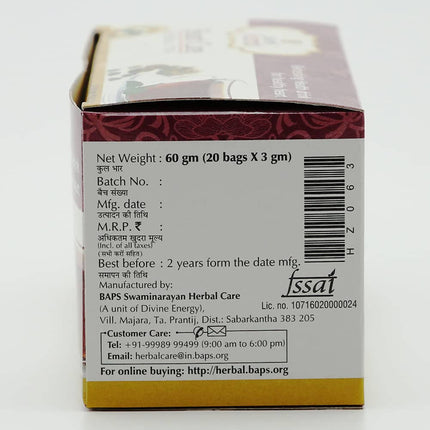 Net Weight : 60 gm (20 bags X 3 gm)
कुल भार
Batch No. :
बैच संख्या
Mfg. date :
उत्पादन की तिथि
M.R.P. ₹ :
अधिकतम खुदरा मूल्य
(Incl. of all taxes)
(सभी करों सहित)
Best before : 2 years form the date mfg.
समापन की तिथि
Manufactured by:
BAPS Swaminarayan Herbal Care
(A unit of Divine Energy),
Vill. Majara, Ta. Prantij, Dist.: Sabarkantha 383 205
Customer Care:
Tel: +91-99989 99499 (9:00 am to 6:00 pm)
Email: herbalcare@in.baps.org
For online buying: http://herbal.baps.org
HZ063
fssai
Lic. no. 10716020000024